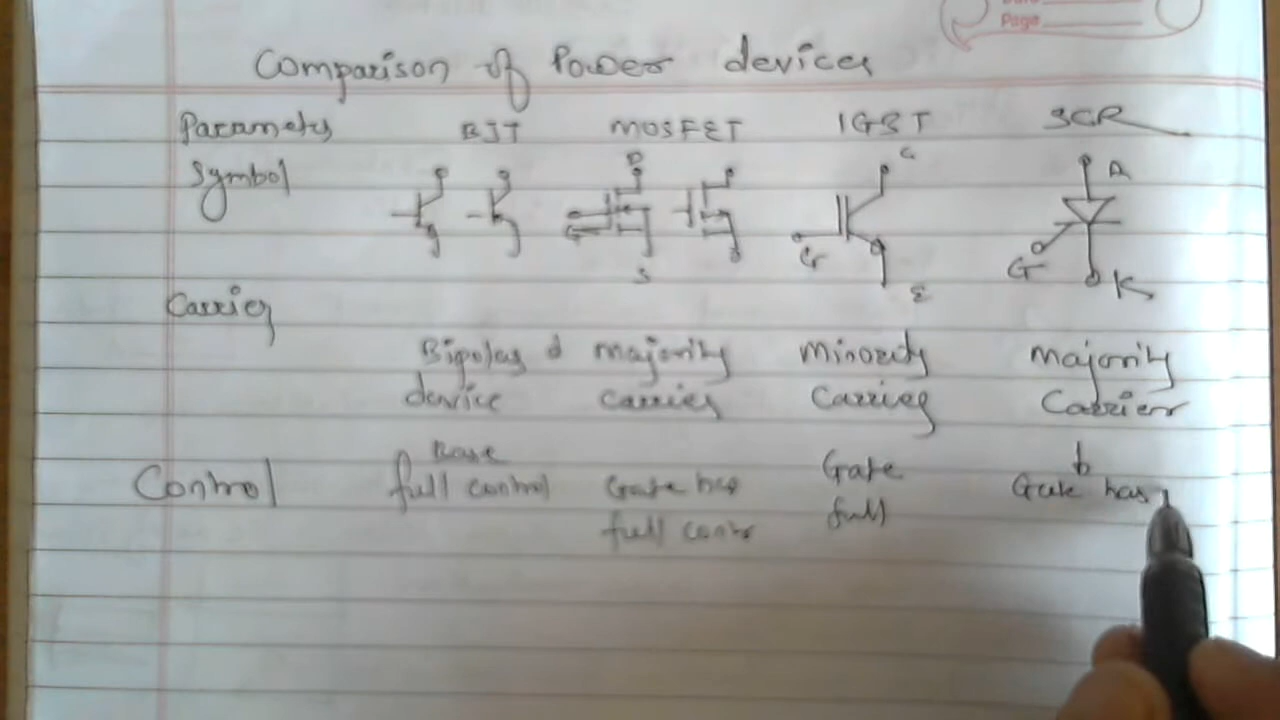 Page
Comparison of Power devices
Parameters BJT MOSFET IGBT SCR
Symbol
D C A
G G
S E K
Carrier
Bipolar d majority Minority Majority
device carrier Carrier Carrier
Base Gate
Control full control Gate has full Gate has
full contr